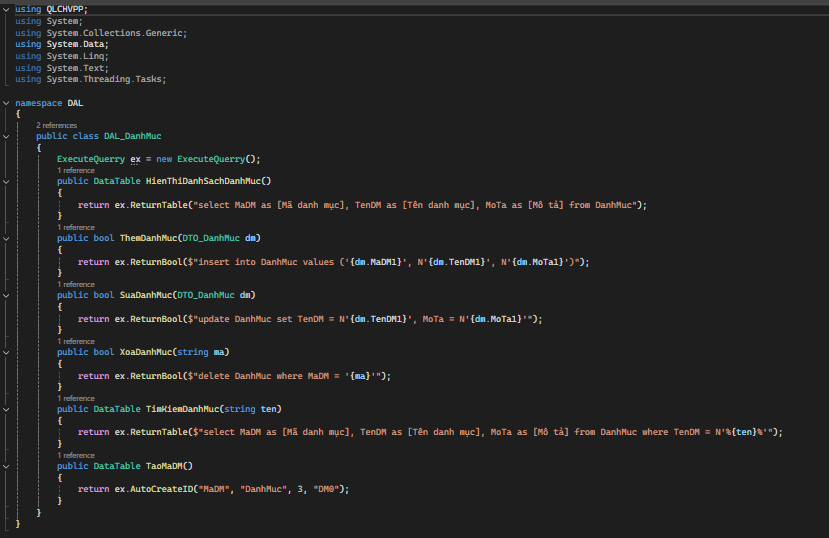 using QLCHVPP;
using System;
using System.Collections.Generic;
using System.Data;
using System.Linq;
using System.Text;
using System.Threading.Tasks;
namespace DAL
{
2 references
public class DAL_DanhMuc
{
ExecuteQuerry ex = new ExecuteQuerry();
1 reference
public DataTable HienThiDanhSachDanhMuc()
{
return ex.ReturnTable("select MaDM as [Mã danh mục], TenDM as [Tên danh mục], MoTa as [Mô tả] from DanhMuc");
}
1 reference
public bool ThemDanhMuc(DTO_DanhMuc dm)
{
return ex.ReturnBool($"insert into DanhMuc values ('{dm.MaDM1}', N'{dm.TenDM1}', N'{dm.MoTa1}')");
}
1 reference
public bool SuaDanhMuc(DTO_DanhMuc dm)
{
return ex.ReturnBool($"update DanhMuc set TenDM = N'{dm.TenDM1}', MoTa = N'{dm.MoTa1}'");
}
1 reference
public bool XoaDanhMuc(string ma)
{
return ex.ReturnBool($"delete DanhMuc where MaDM = '{ma}'");
}
1 reference
public DataTable TimKiemDanhMuc(string ten)
{
return ex.ReturnTable($"select MaDM as [Mã danh mục], TenDM as [Tên danh mục], MoTa as [Mô tả] from DanhMuc where TenDM = N'%{ten}%'");
}
1 reference
public DataTable TaoMaDM()
{
return ex.AutoCreateID("MaDM", "DanhMuc", 3, "DM0");
}
}
}